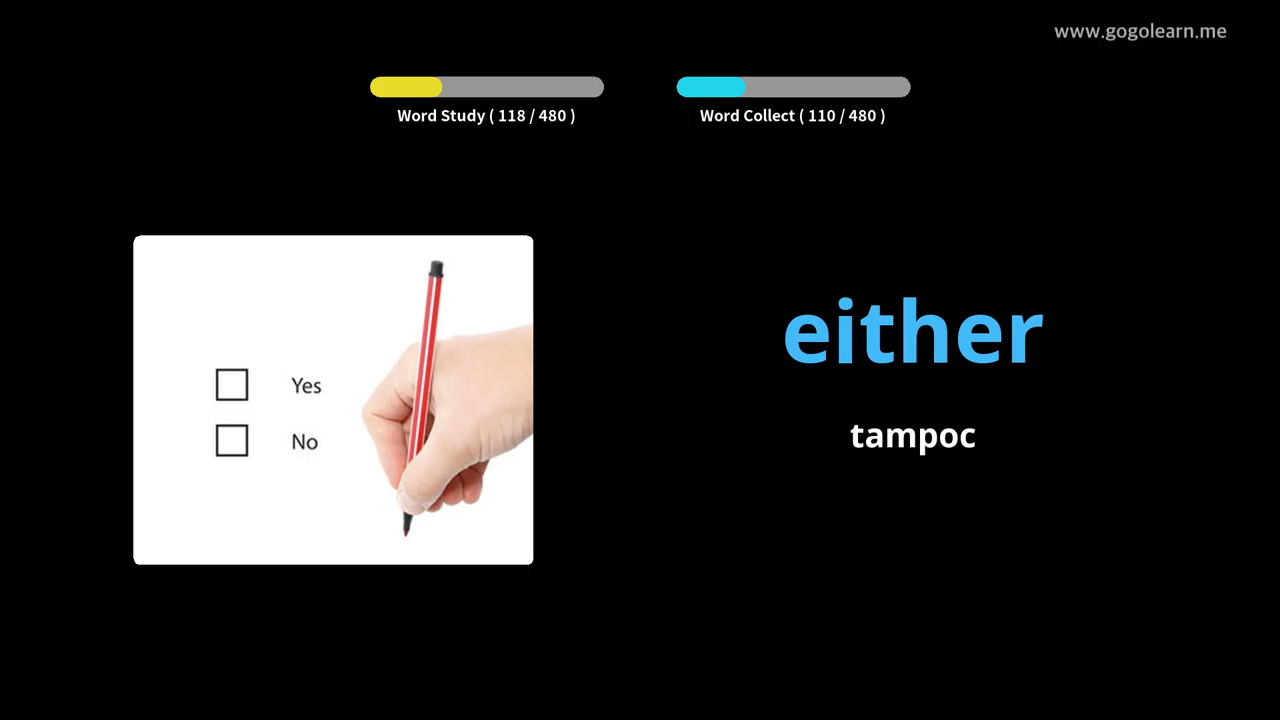 www.gogolearn.me
Word Study ( 118 / 480 )
Word Collect ( 110 / 480 )
Yes
No
either
tampoc